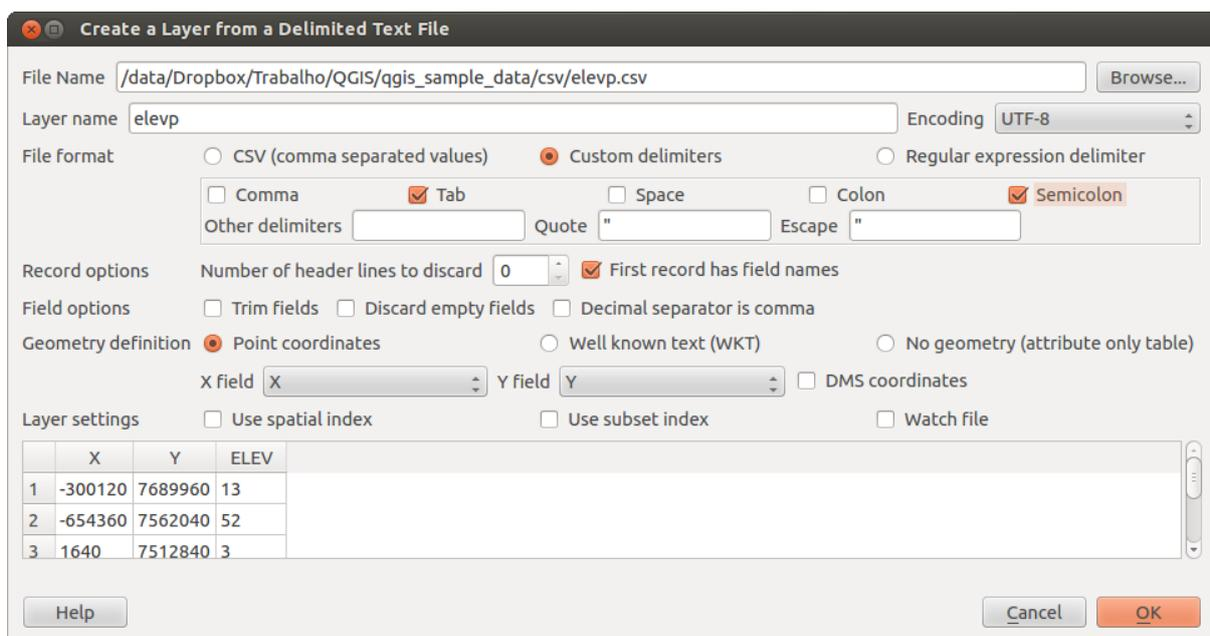 Create a Layer from a Delimited Text File
File Name /data/Dropbox/Trabalho/QGIS/qgis_sample_data/csv/elevp.csv Browse...
Layer name elevp Encoding UTF-8
File format CSV (comma separated values) Custom delimiters Regular expression delimiter
Comma Tab Space Colon Semicolon
Other delimiters Quote " Escape "
Record options Number of header lines to discard 0 First record has field names
Field options Trim fields Discard empty fields Decimal separator is comma
Geometry definition Point coordinates Well known text (WKT) No geometry (attribute only table)
X field X Y field Y DMS coordinates
Layer settings Use spatial index Use subset index Watch file
X Y ELEV
1 -300120 7689960 13
2 -654360 7562040 52
3 1640 7512840 3
Help Cancel OK